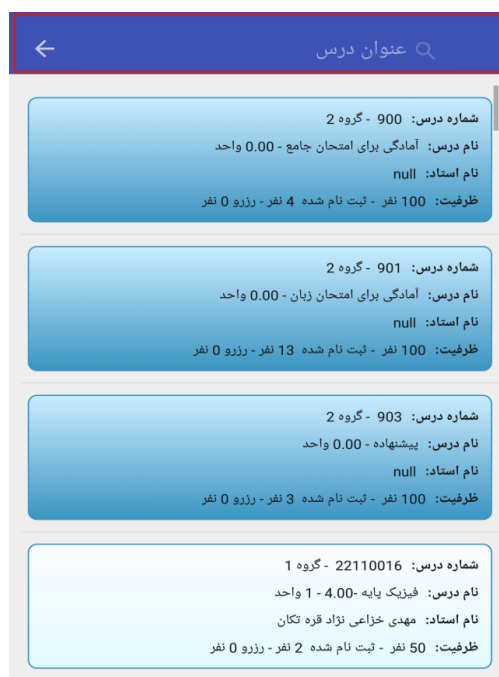 عنوان درس
شماره درس: 900 - گروه 2
نام درس: آمادگی برای امتحان جامع - 0.00 واحد
نام استاد: null
ظرفیت: 100 نفر - ثبت نام شده 4 نفر - رزرو 0 نفر
شماره درس: 901 - گروه 2
نام درس: آمادگی برای امتحان زبان - 0.00 واحد
نام استاد: null
ظرفیت: 100 نفر - ثبت نام شده 13 نفر - رزرو 0 نفر
شماره درس: 903 - گروه 2
نام درس: پیشنهاده - 0.00 واحد
نام استاد: null
ظرفیت: 100 نفر - ثبت نام شده 3 نفر - رزرو 0 نفر
شماره درس: 22110016 - گروه 1
نام درس: فیزیک پایه -4.00 - 1 واحد
نام استاد: مهدی خزاعی نژاد قره تکان
ظرفیت: 50 نفر - ثبت نام شده 2 نفر - رزرو 0 نفر